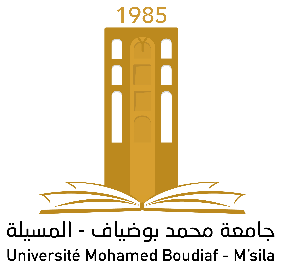 1985
جامعة محمد بوضياف - المسيلة
Université Mohamed Boudiaf - M'sila